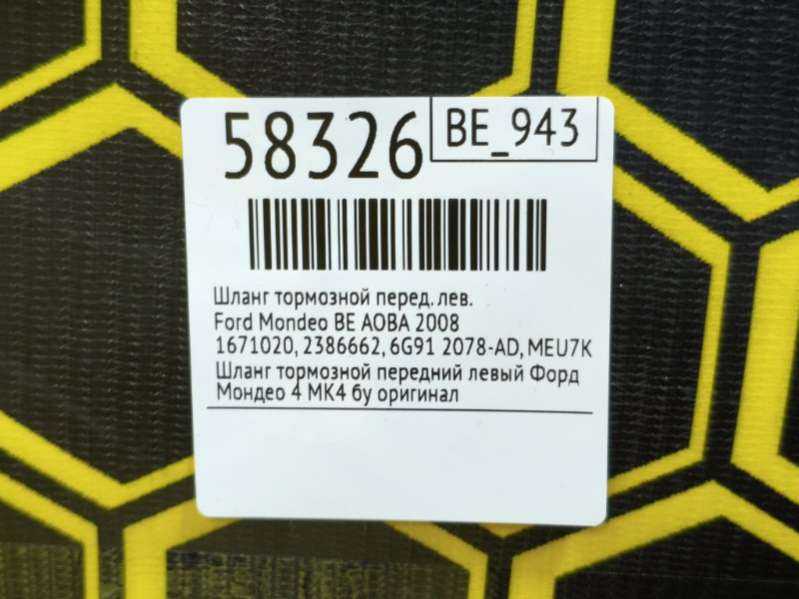 58326
BE_943
Шланг тормозной перед. лев.
Ford Mondeo BE AOBA 2008
1671020, 2386662, 6G91 2078-AD, MEU7K
Шланг тормозной передний левый Форд
Мондео 4 МК4 бу оригинал